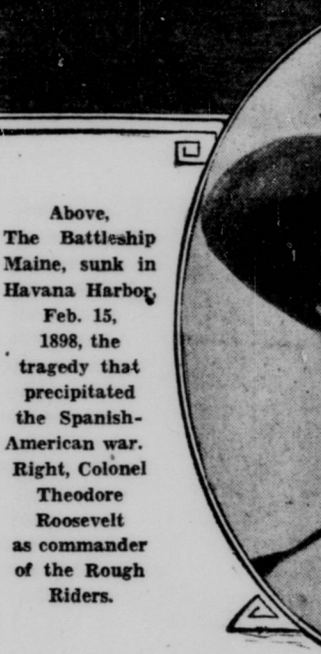 Above,
The Battleship
Maine, sunk in
Havana Harbor,
Feb. 15,
1898, the
tragedy that
precipitated
the Spanish-
American war.
Right, Colonel
Theodore
Roosevelt
as commander
of the Rough
Riders.